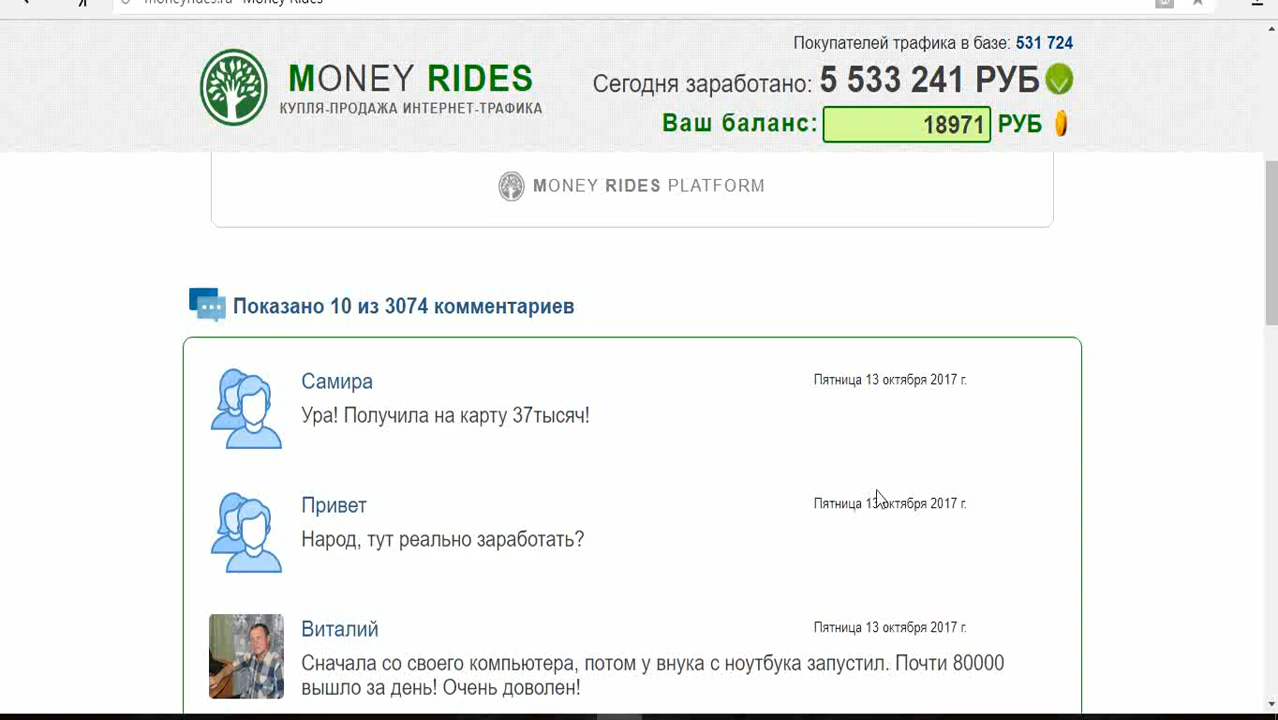 Покупателей трафика в базе: 531 724
MONEY RIDES
КУПЛЯ-ПРОДАЖА ИНТЕРНЕТ-ТРАФИКА
Сегодня заработано: 5 533 241 РУБ
Ваш баланс: 18971 РУБ
MONEY RIDES PLATFORM
Показано 10 из 3074 комментариев
Самира
Пятница 13 октября 2017 г.
Ура! Получила на карту 37тысяч!
Привет
Пятница 13 октября 2017 г.
Народ, тут реально заработать?
Виталий
Пятница 13 октября 2017 г.
Сначала со своего компьютера, потом у внука с ноутбука запустил. Почти 80000
вышло за день! Очень доволен!